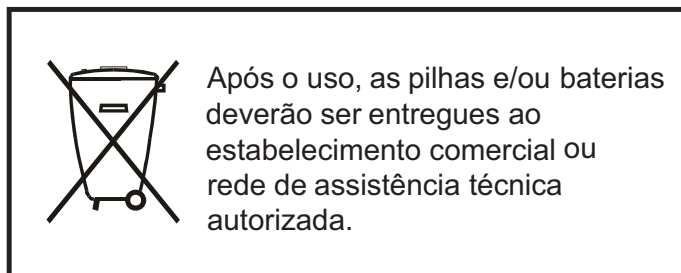 Após o uso, as pilhas e/ou baterias
deverão ser entregues ao
estabelecimento comercial ou
rede de assistência técnica
autorizada.